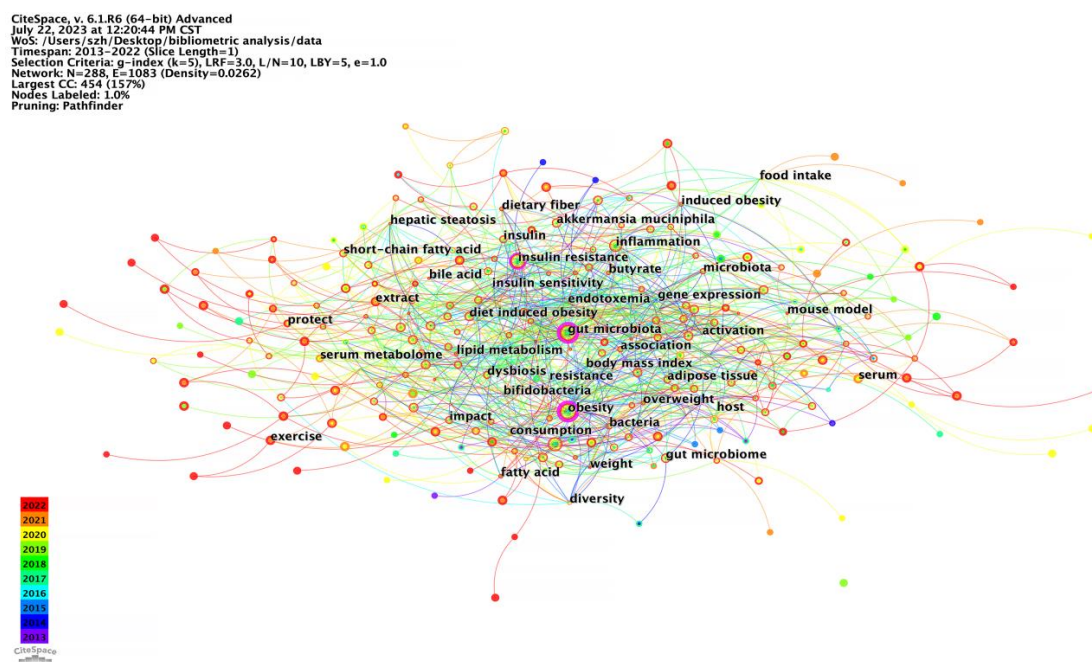 CiteSpace, v. 6.1.R6 (64-bit) Advanced
July 22, 2023 at 12:20:44 PM CST
WoS: /Users/szh/Desktop/bibliometric analysis/data
Timespan: 2013-2022 (Slice Length=1)
Selection Criteria: g-index (k=5), LRF=3.0, L/N=10, LBY=5, e=1.0
Network: N=288, E=1083 (Density=0.0262)
Largest CC: 454 (157%)
Nodes Labeled: 1.0%
Pruning: Pathfinder
food intake
dietary fiber
induced obesity
hepatic steatosis
akkermansia muciniphila
insulin
inflammation
short-chain fatty acid
insulin resistance
bile acid
butyrate
microbiota
insulin sensitivity
extract
endotoxemia
gene expression
mouse model
protect
diet induced obesity
gut microbiota
activation
serum metabolome
lipid metabolism
association
body mass index
dysbiosis
resistance
adipose tissue
serum
bifidobacteria
overweight
impact
obesity
host
exercise
consumption
bacteria
gut microbiome
fatty acid
weight
diversity
2022
2021
2020
2019
2018
2017
2016
2015
2014
2013
CiteSpace